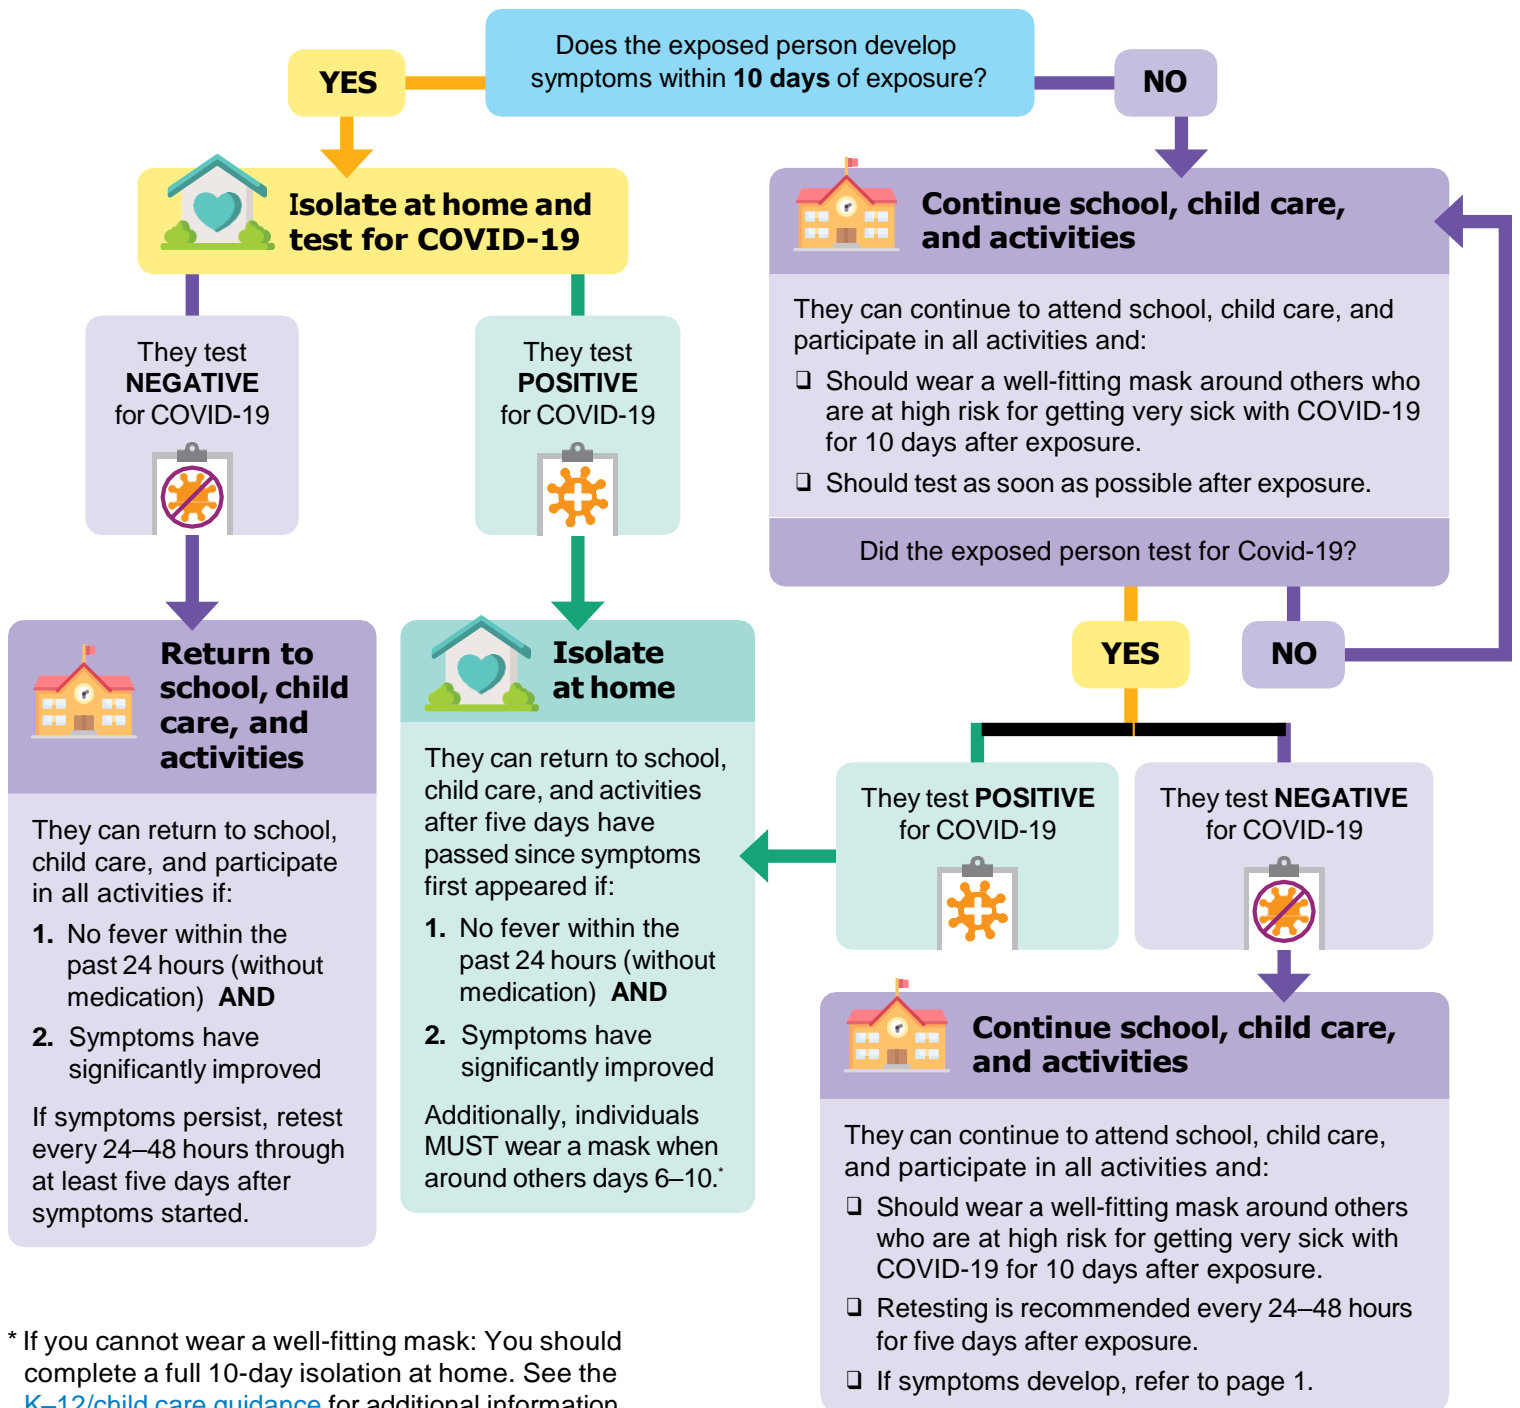 Does the exposed person develop
symptoms within 10 days of exposure?
YES
NO
Isolate at home and
test for COVID-19
Continue school, child care,
and activities
They can continue to attend school, child care, and
participate in all activities and:
❑ Should wear a well-fitting mask around others who
are at high risk for getting very sick with COVID-19
for 10 days after exposure.
❑ Should test as soon as possible after exposure.
Did the exposed person test for Covid-19?
They test
NEGATIVE
for COVID-19
They test
POSITIVE
for COVID-19
YES
NO
Return to
school, child
care, and
activities
They can return to school,
child care, and participate
in all activities if:
1. No fever within the
past 24 hours (without
medication) AND
2. Symptoms have
significantly improved
If symptoms persist, retest
every 24–48 hours through
at least five days after
symptoms started.
Isolate
at home
They can return to school,
child care, and activities
after five days have
passed since symptoms
first appeared if:
1. No fever within the
past 24 hours (without
medication) AND
2. Symptoms have
significantly improved
Additionally, individuals
MUST wear a mask when
around others days 6–10.*
They test POSITIVE
for COVID-19
They test NEGATIVE
for COVID-19
Continue school, child care,
and activities
They can continue to attend school, child care,
and participate in all activities and:
❑ Should wear a well-fitting mask around others
who are at high risk for getting very sick with
COVID-19 for 10 days after exposure.
❑ Retesting is recommended every 24–48 hours
for five days after exposure.
❑ If symptoms develop, refer to page 1.
* If you cannot wear a well-fitting mask: You should
complete a full 10-day isolation at home. See the
K–12/child care guidance for additional information